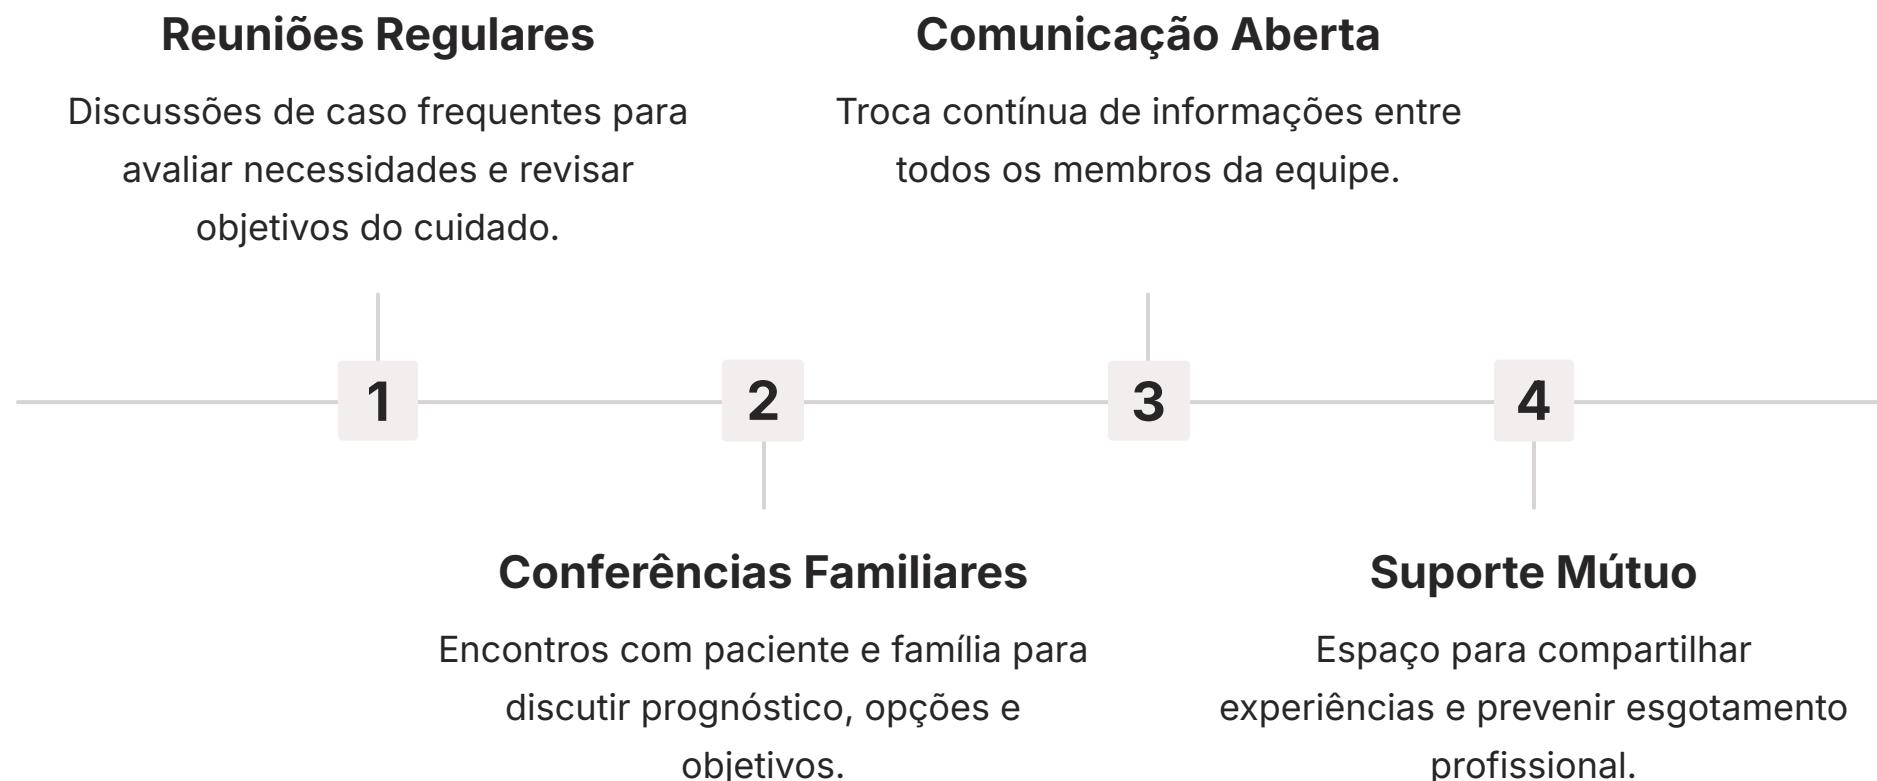 Reuniões Regulares
Discussões de caso frequentes para
avaliar necessidades e revisar
objetivos do cuidado.
Comunicação Aberta
Troca contínua de informações entre
todos os membros da equipe.
1
2
3
4
Conferências Familiares
Encontros com paciente e família para
discutir prognóstico, opções e
objetivos.
Suporte Mútuo
Espaço para compartilhar
experiências e prevenir esgotamento
profissional.